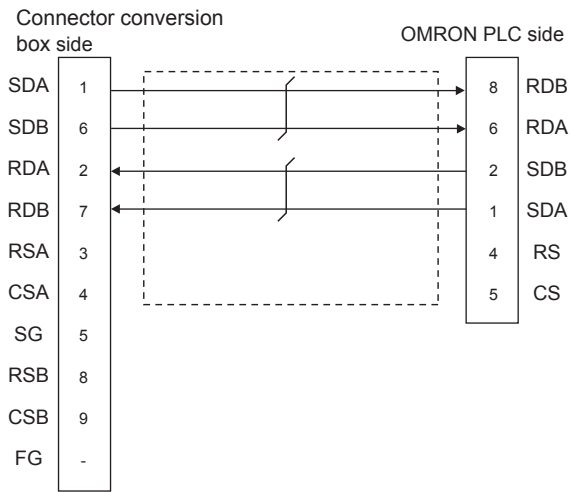 Connector conversion
box side
OMRON PLC side
SDA 1 8 RDB
SDB 6 6 RDA
RDA 2 2 SDB
RDB 7 1 SDA
RSA 3 4 RS
CSA 4 5 CS
SG 5
RSB 8
CSB 9
FG -